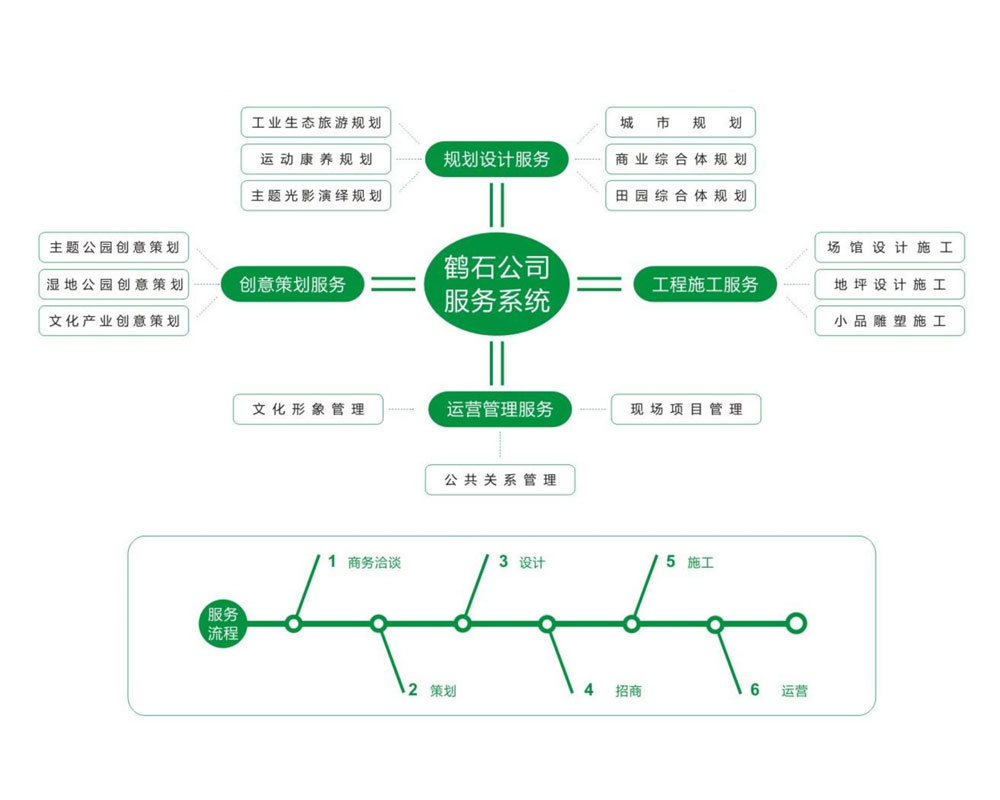 工业生态旅游规划
城市规划
运动康养规划
规划设计服务
商业综合体规划
主题光影演绎规划
田园综合体规划
主题公园创意策划
湿地公园创意策划
文化产业创意策划
创意策划服务
鹤石公司
服务系统
工程施工服务
场馆设计施工
地坪设计施工
小品雕塑施工
文化形象管理
运营管理服务
现场项目管理
公共关系管理
1 商务洽谈
3 设计
5 施工
服务
流程
2 策划
4 招商
6 运营